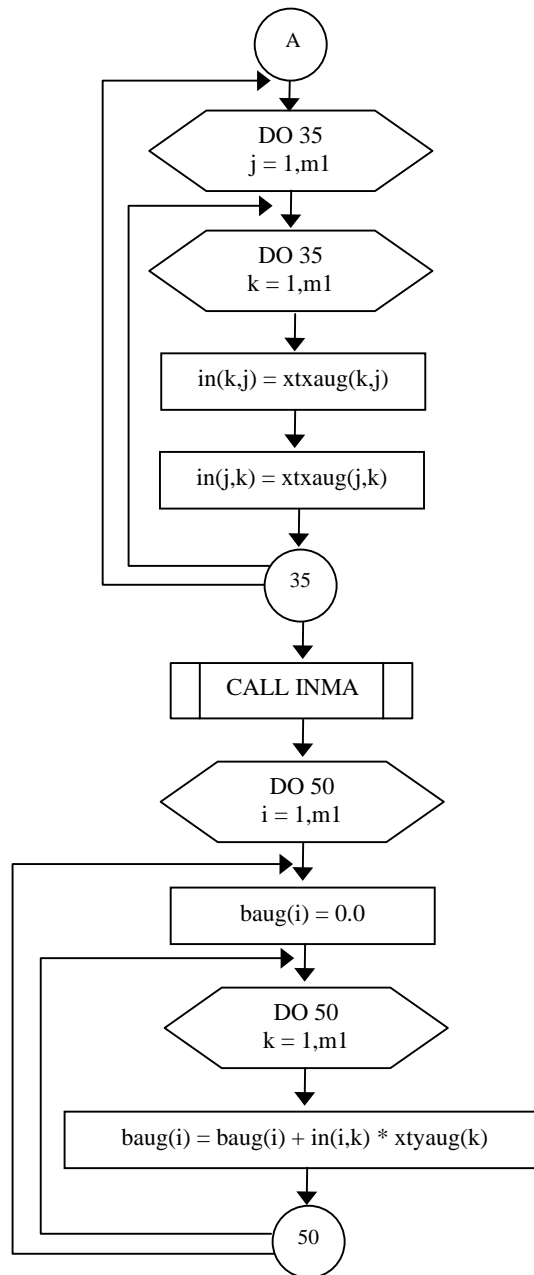 A
DO 35
j = 1,m1
DO 35
k = 1,m1
in(k,j) = xtxaug(k,j)
in(j,k) = xtxaug(j,k)
35
CALL INMA
DO 50
i = 1,m1
baug(i) = 0.0
DO 50
k = 1,m1
baug(i) = baug(i) + in(i,k) * xtyaug(k)
50